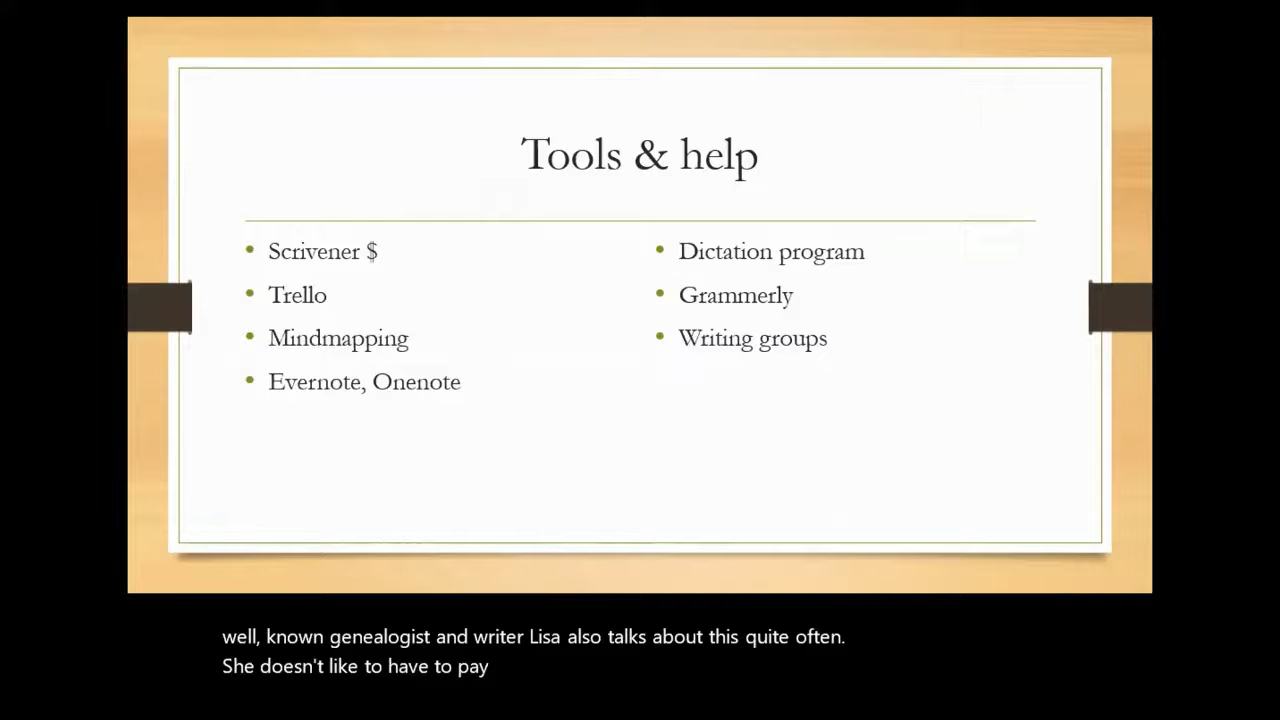 Tools & help
Scrivener $
Trello
Mindmapping
Evernote, Onenote
Dictation program
Grammerly
Writing groups
well, known genealogist and writer Lisa also talks about this quite often.
She doesn't like to have to pay